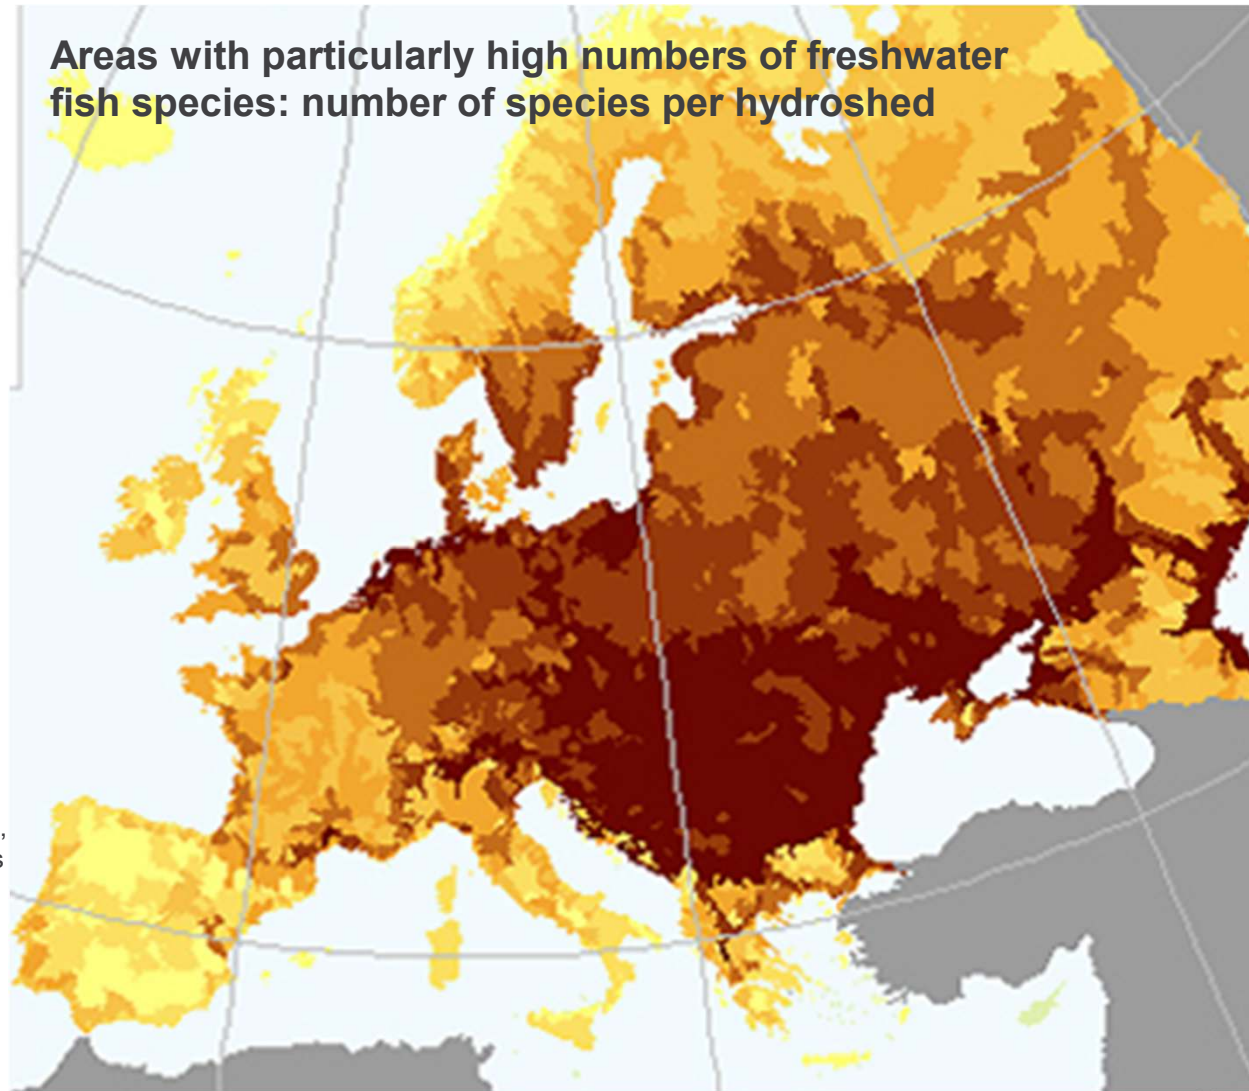 Areas with particularly high numbers of freshwater
fish species: number of species per hydroshed
,
s